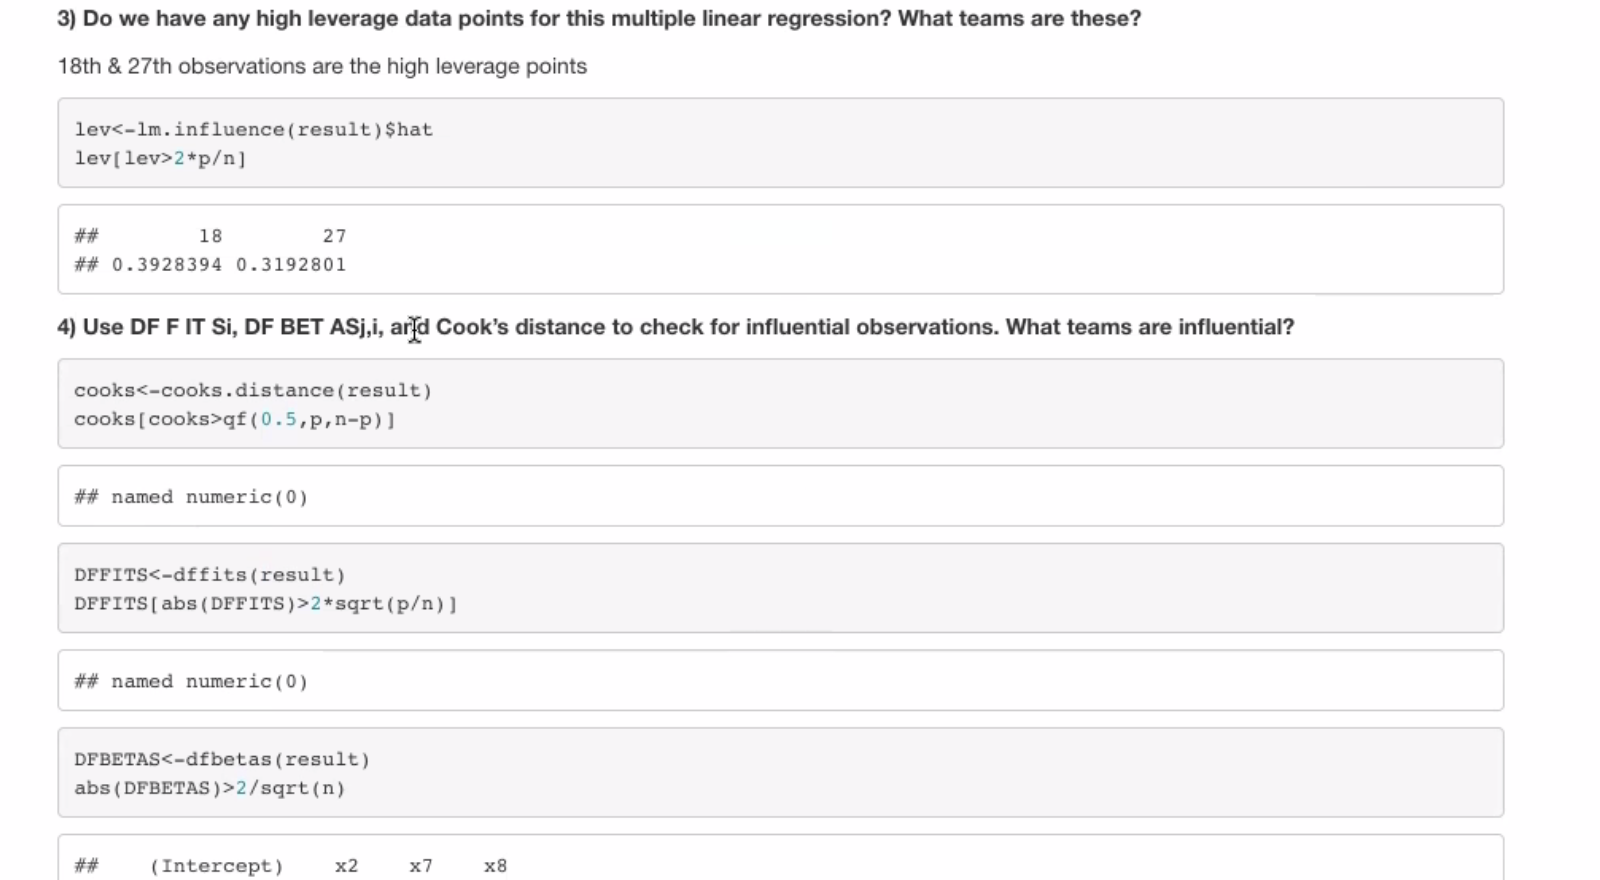 3) Do we have any high leverage data points for this multiple linear regression? What teams are these?
18th & 27th observations are the high leverage points
lev<-lm.influence(result)$hat
lev[lev>2*p/n]
##        18        27
## 0.3928394 0.3192801
4) Use DF F IT Si, DF BET ASj,i, and Cook’s distance to check for influential observations. What teams are influential?
cooks<-cooks.distance(result)
cooks[cooks>qf(0.5,p,n-p)]
## named numeric(0)
DFFITS<-dffits(result)
DFFITS[abs(DFFITS)>2*sqrt(p/n)]
## named numeric(0)
DFBETAS<-dfbetas(result)
abs(DFBETAS)>2/sqrt(n)
##    (Intercept)    x2    x7    x8